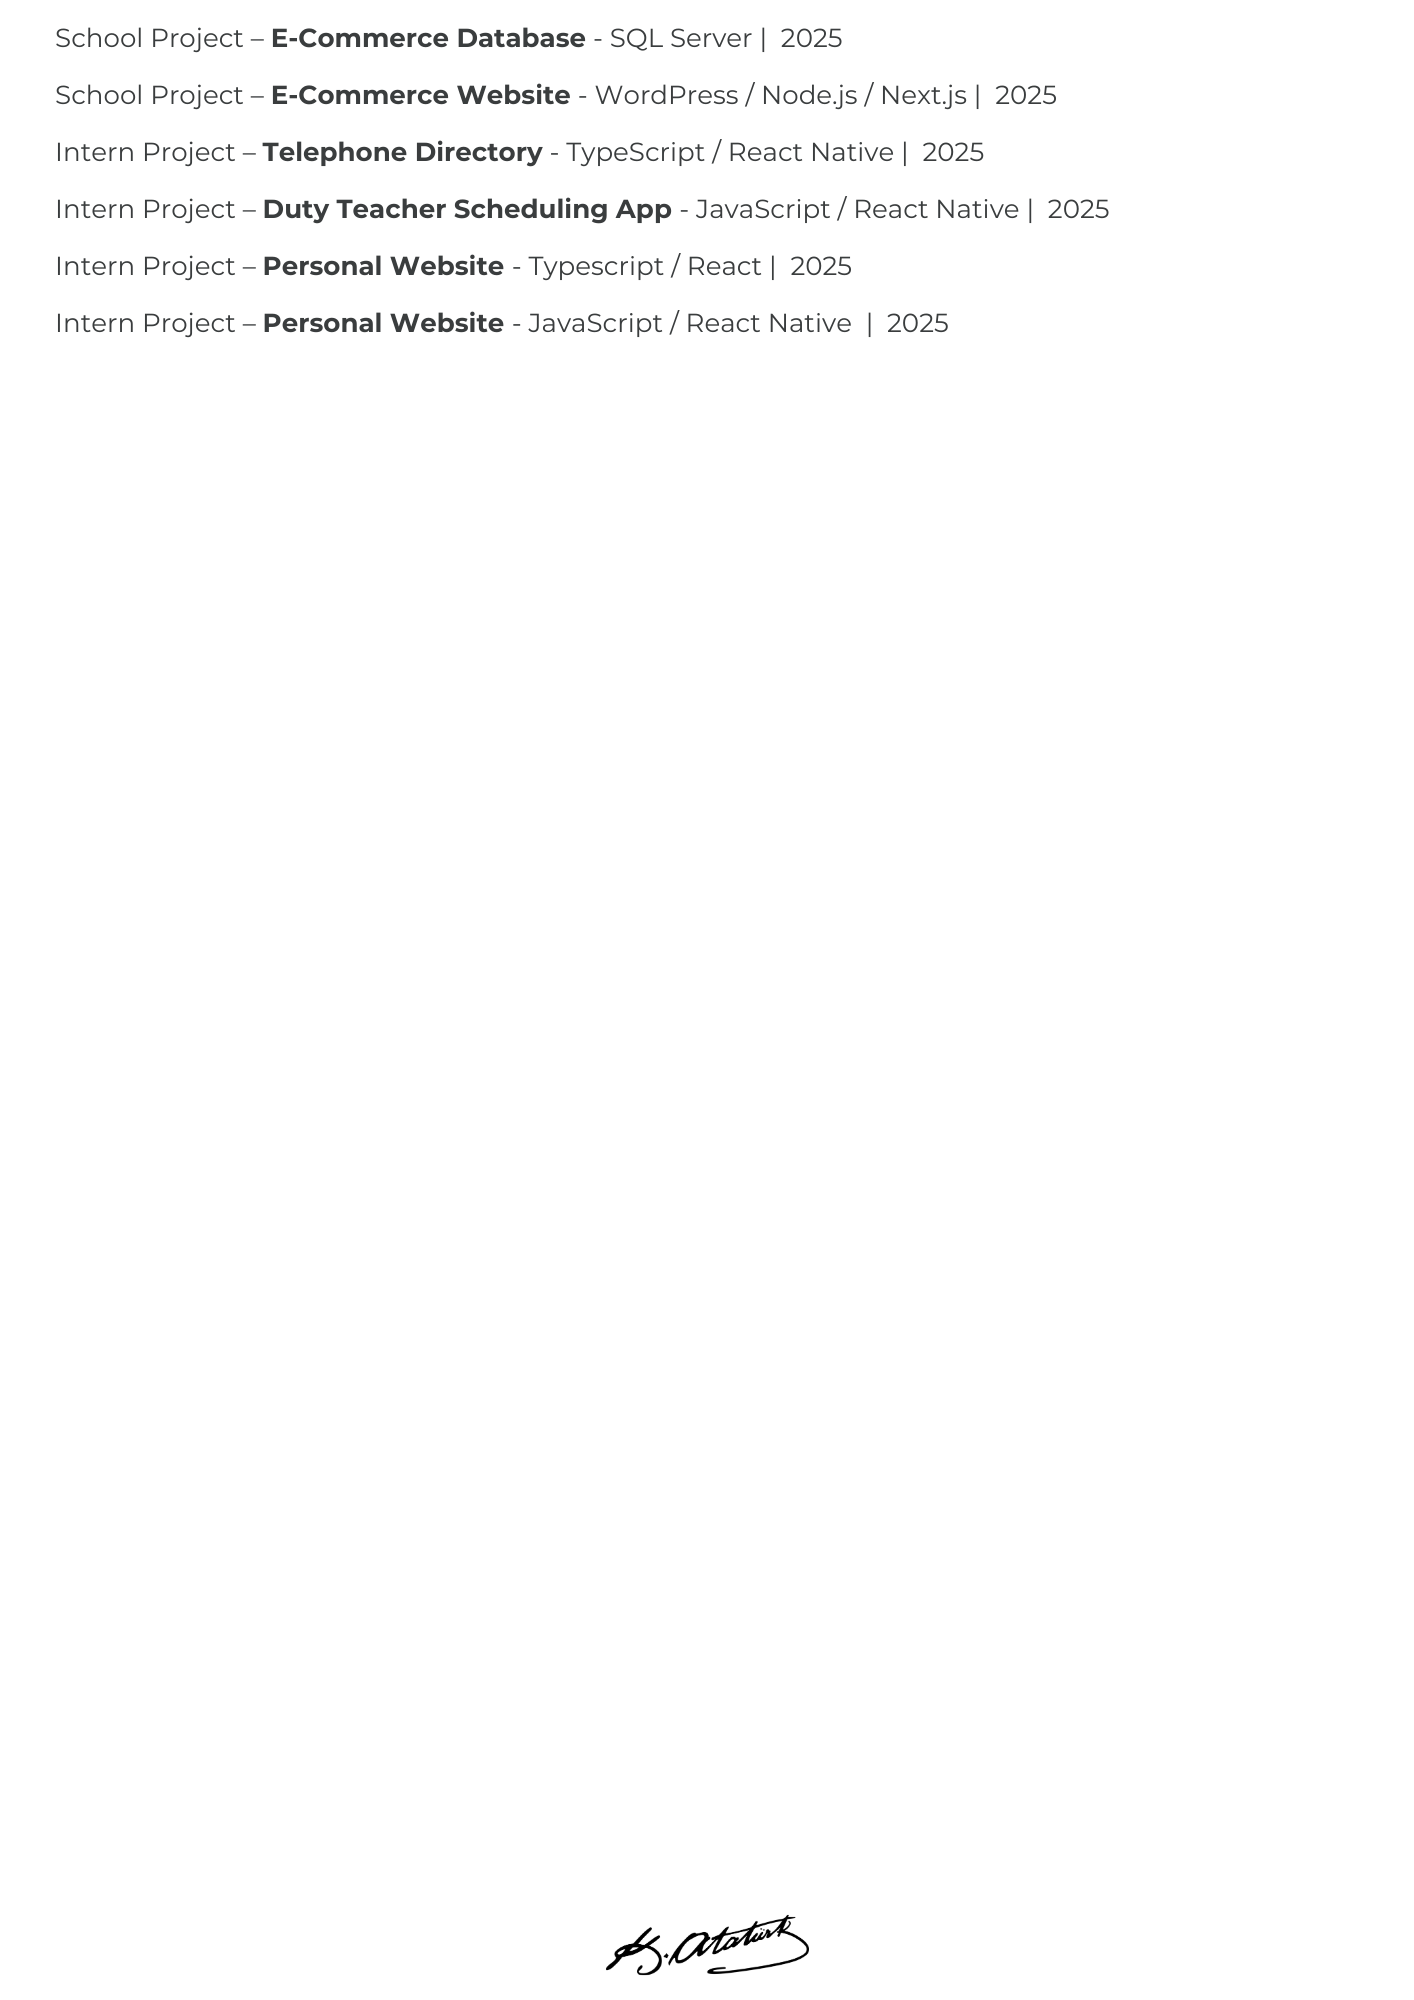 School Project – E-Commerce Database - SQL Server | 2025
School Project – E-Commerce Website - WordPress / Node.js / Next.js | 2025
Intern Project – Telephone Directory - TypeScript / React Native | 2025
Intern Project – Duty Teacher Scheduling App - JavaScript / React Native | 2025
Intern Project – Personal Website - Typescript / React | 2025
Intern Project – Personal Website - JavaScript / React Native | 2025
K. Atatürk